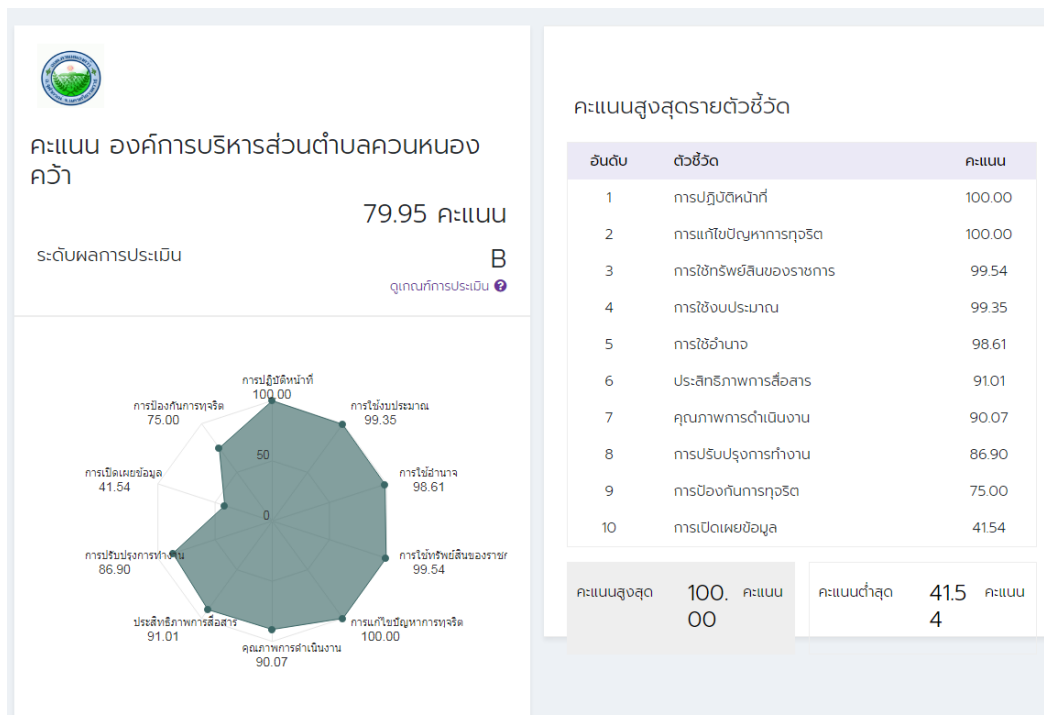 คะแนน องค์การบริหารส่วนตำบลควนหนอง
คว้า
79.95 คะแนน
ระดับผลการประเมิน
B
ดูเกณฑ์การประเมิน
การปฏิบัติหน้าที่
100.00
การป้องกันการทุจริต
75.00
การใช้งบประมาณ
99.35
50
การเปิดเผยข้อมูล
41.54
การใช้อำนาจ
98.61
0
การปรับปรุงการทำงาน
86.90
การใช้ทรัพย์สินของราชก
99.54
ประสิทธิภาพการสื่อสาร
91.01
การแก้ไขปัญหาการทุจริต
100.00
คุณภาพการดำเนินงาน
90.07
คะแนนสูงสุดรายตัวชี้วัด
อันดับ ตัวชี้วัด คะแนน
1 การปฏิบัติหน้าที่ 100.00
2 การแก้ไขปัญหาการทุจริต 100.00
3 การใช้ทรัพย์สินของราชการ 99.54
4 การใช้งบประมาณ 99.35
5 การใช้อำนาจ 98.61
6 ประสิทธิภาพการสื่อสาร 91.01
7 คุณภาพการดำเนินงาน 90.07
8 การปรับปรุงการทำงาน 86.90
9 การป้องกันการทุจริต 75.00
10 การเปิดเผยข้อมูล 41.54
คะแนนสูงสุด 100. คะแนน
00
คะแนนต่ำสุด 41.5 คะแนน
4